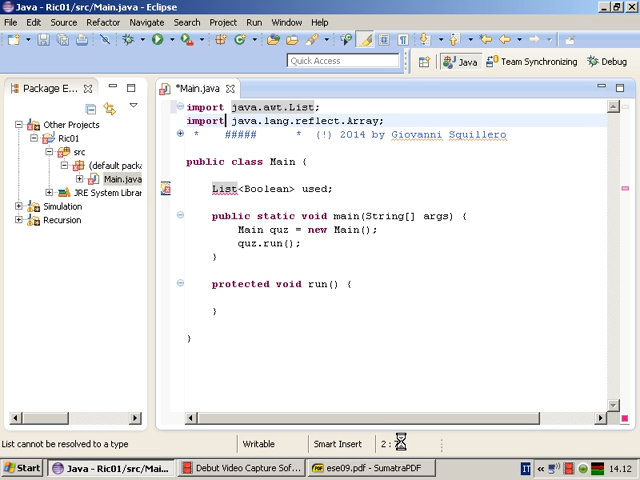 Java - Ric01/src/Main.java - Eclipse
File Edit Source Refactor Navigate Search Project Run Window Help
Quick Access
Java
Team Synchronizing
Debug
Package E...
Other Projects
Ric01
src
(default packa
Main.java
JRE System Librar
Simulation
Recursion
*Main.java
import java.awt.List;
import java.lang.reflect.Array;
* ##### * (!) 2014 by Giovanni Squillero
public class Main {
List<Boolean> used;
public static void main(String[] args) {
Main quz = new Main();
quz.run();
}
protected void run() {
}
}
List cannot be resolved to a type
Writable
Smart Insert
2 :
Start
Java - Ric01/src/Mai...
Debut Video Capture Sof...
ese09.pdf - SumatraPDF
IT
14.12